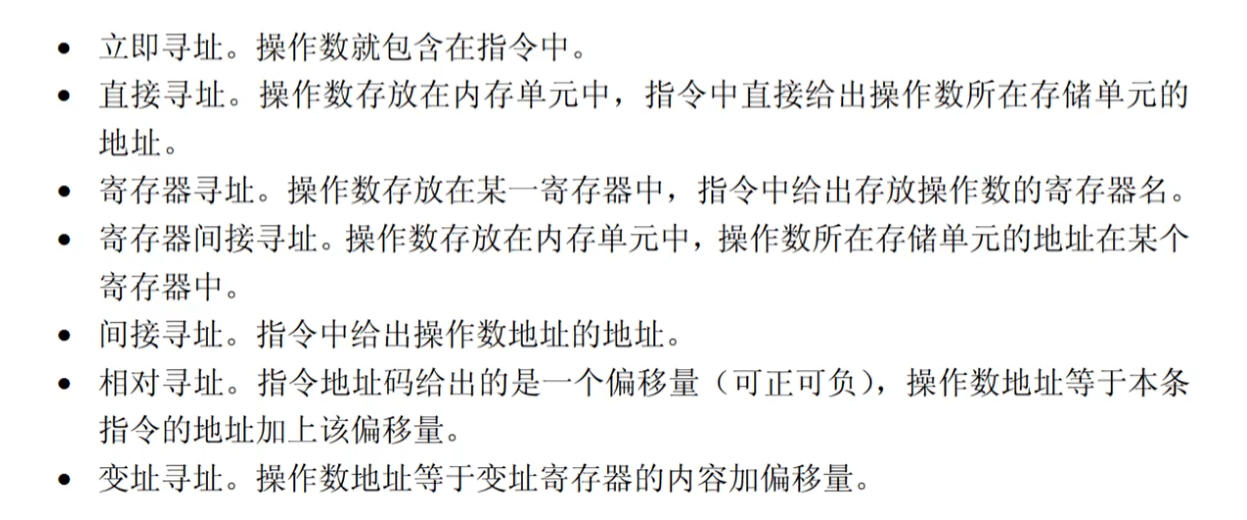 • 立即寻址。操作数就包含在指令中。
• 直接寻址。操作数存放在内存单元中，指令中直接给出操作数所在存储单元的
地址。
• 寄存器寻址。操作数存放在某一寄存器中，指令中给出存放操作数的寄存器名。
• 寄存器间接寻址。操作数存放在内存单元中，操作数所在存储单元的地址在某个
寄存器中。
• 间接寻址。指令中给出操作数地址的地址。
• 相对寻址。指令地址码给出的是一个偏移量（可正可负），操作数地址等于本条
指令的地址加上该偏移量。
• 变址寻址。操作数地址等于变址寄存器的内容加偏移量。